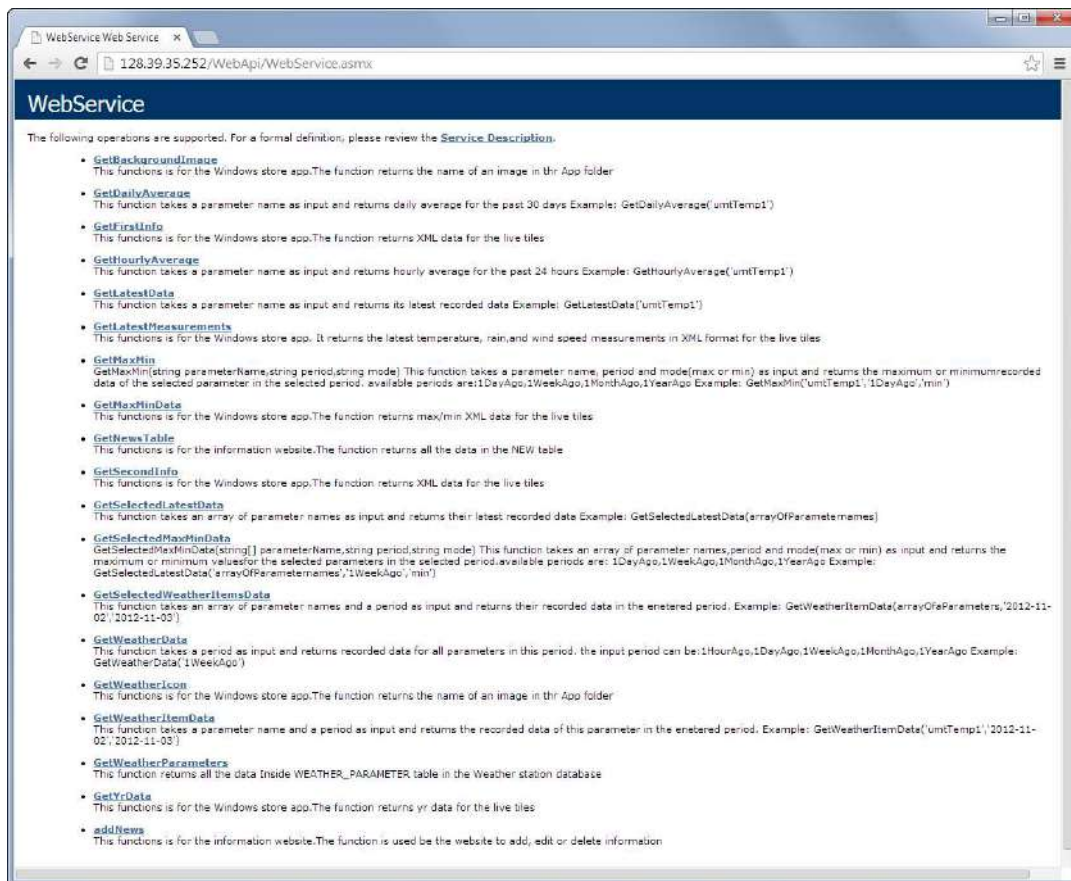 WebService Web Service
128.39.35.252/WebApi/WebService.asmx
WebService
The following operations are supported. For a formal definition, please review the Service Description.
GetBackgroundImage
This functions is for the Windows store app.The function returns the name of an image in thr App folder
GetDailyAverage
This function takes a parameter name as input and returns daily average for the past 30 days Example: GetDailyAverage('umtTemp1')
GetFirstInfo
This functions is for the Windows store app.The function returns XML data for the live tiles
GetHourlyAverage
This function takes a parameter name as input and returns hourly average for the past 24 hours Example: GetHourlyAverage('umtTemp1')
GetLatestData
This function takes a parameter name as input and returns its latest recorded data Example: GetLatestData('umtTemp1')
GetLatestMeasurements
This functions is for the Windows store app. It returns the latest temperature, rain,and wind speed measurements in XML format for the live tiles
GetMaxMin
GetMaxMin(string parameterName,string period,string mode) This function takes a parameter name, period and mode(max or min) as input and returns the maximum or minimumrecorded
data of the selected parameter in the selected period. available periods are:1DayAgo,1WeekAgo,1MonthAgo,1YearAgo Example: GetMaxMin('umtTemp1','1DayAgo','min')
GetMaxMinData
This functions is for the Windows store app.The function returns max/min XML data for the live tiles
GetNewsTable
This functions is for the information website.The function returns all the data in the NEW table
GetSecondInfo
This functions is for the Windows store app.The function returns XML data for the live tiles
GetSelectedLatestData
This function takes an array of parameter names as input and returns their latest recorded data Example: GetSelectedLatestData(arrayOfParameternames)
GetSelectedMaxMinData
GetSelectedMaxMinData(string[] parameterName,string period,string mode) This function takes an array of parameter names,period and mode(max or min) as input and returns the
maximum or minimum valuesfor the selected parameters in the selected period.available periods are: 1DayAgo,1WeekAgo,1MonthAgo,1YearAgo Example:
GetSelectedLatestData('arrayOfParameternames','1WeekAgo','min')
GetSelectedWeatherItemsData
This function takes an array of parameter names and a period as input and returns their recorded data in the enetered period. Example: GetWeatherItemData(arrayOfaParameters,'2012-11-
02','2012-11-03')
GetWeatherData
This function takes a period as input and returns recorded data for all parameters in this period. the input period can be:1HourAgo,1DayAgo,1WeekAgo,1MonthAgo,1YearAgo Example:
GetWeatherData('1WeekAgo')
GetWeatherIcon
This functions is for the Windows store app.The function returns the name of an image in thr App folder
GetWeatherItemData
This function takes a parameter name and a period as input and returns the recorded data of this parameter in the enetered period. Example: GetWeatherItemData('umtTemp1','2012-11-
02','2012-11-03')
GetWeatherParameters
This function returns all the data Inside WEATHER_PARAMETER table in the Weather station database
GetYrData
This functions is for the Windows store app.The function returns yr data for the live tiles
addNews
This functions is for the information website.The function is used be the website to add, edit or delete information